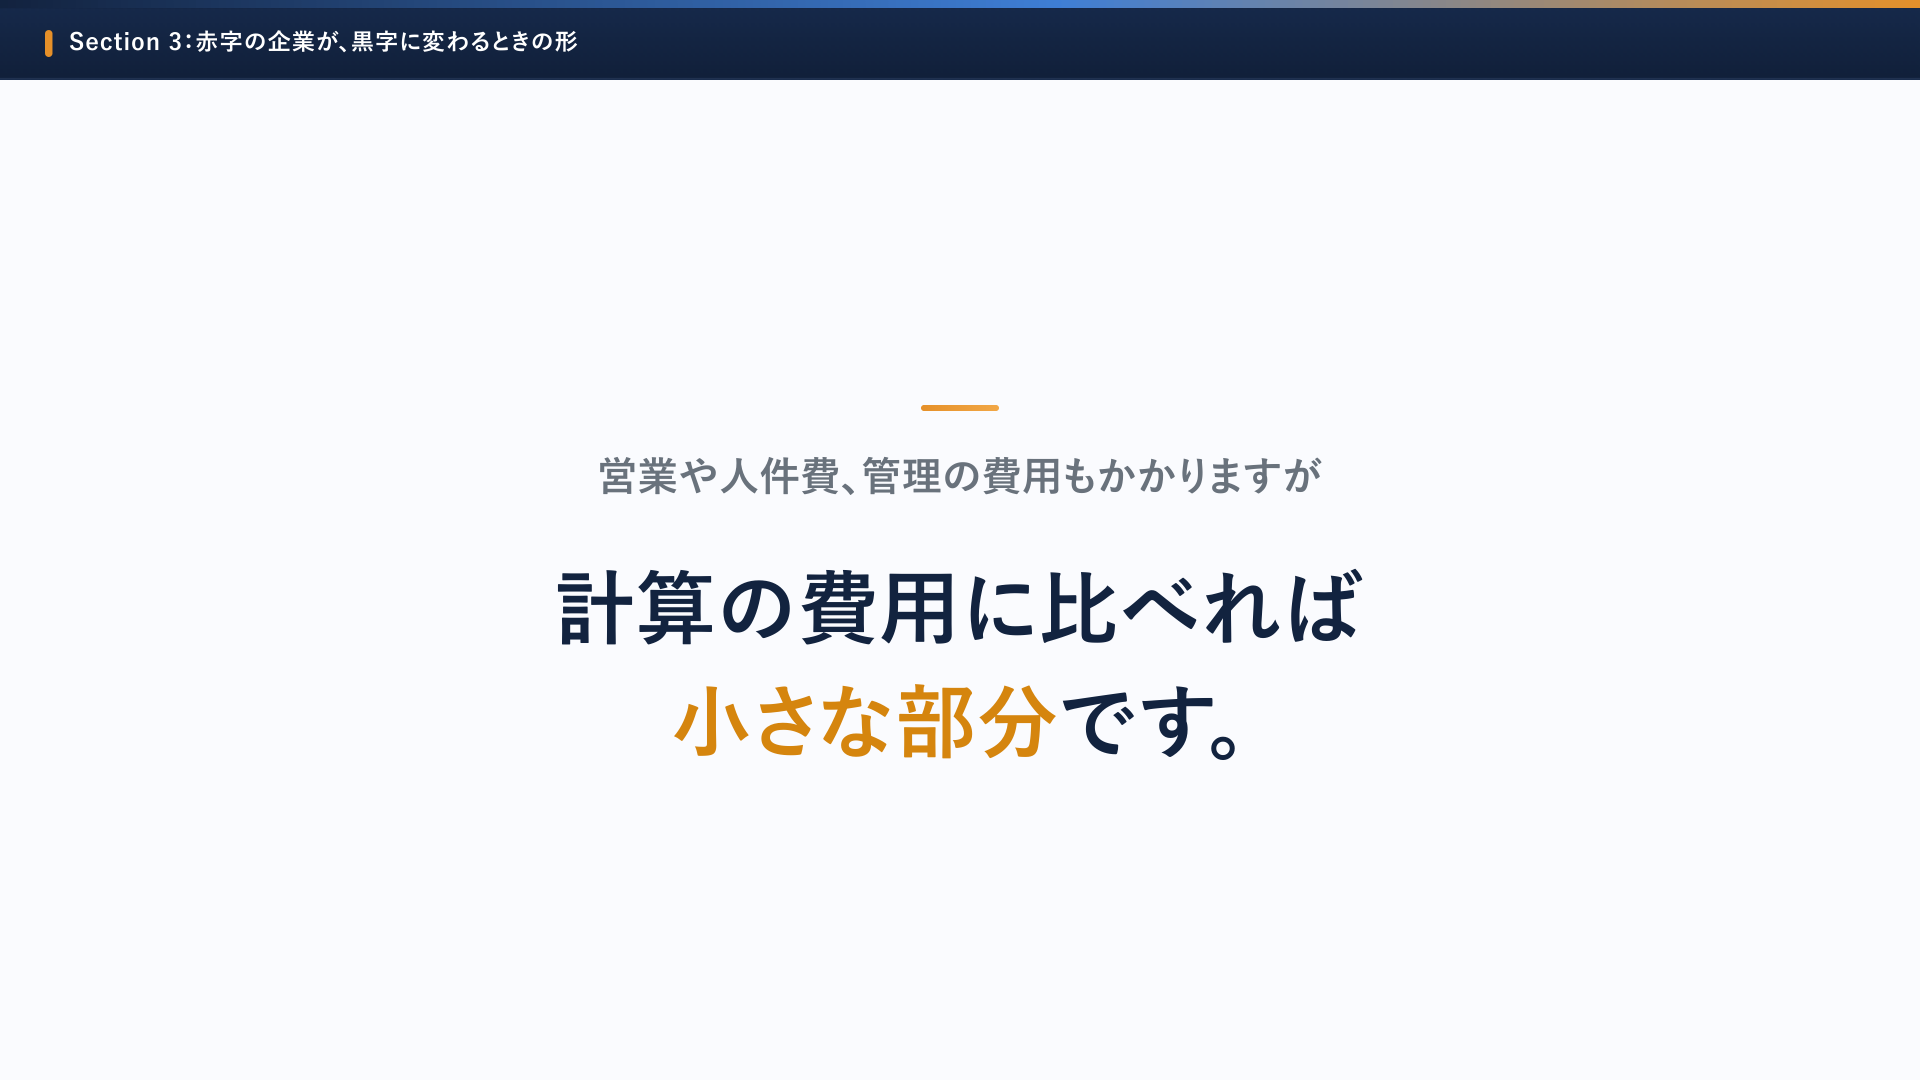 Section 3：赤字の企業が、黒字に変わるときの形
営業や人件費、管理の費用もかかりますが
計算の費用に比べれば
小さな部分です。